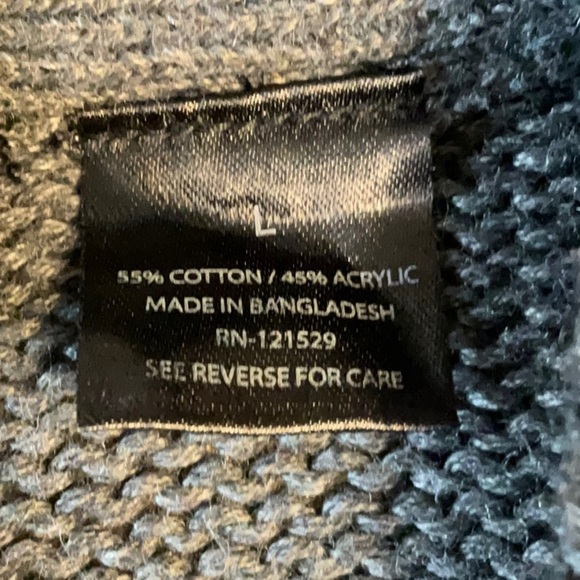 L
55% COTTON / 45% ACRYLIC
MADE IN BANGLADESH
RN-121529
SEE REVERSE FOR CARE